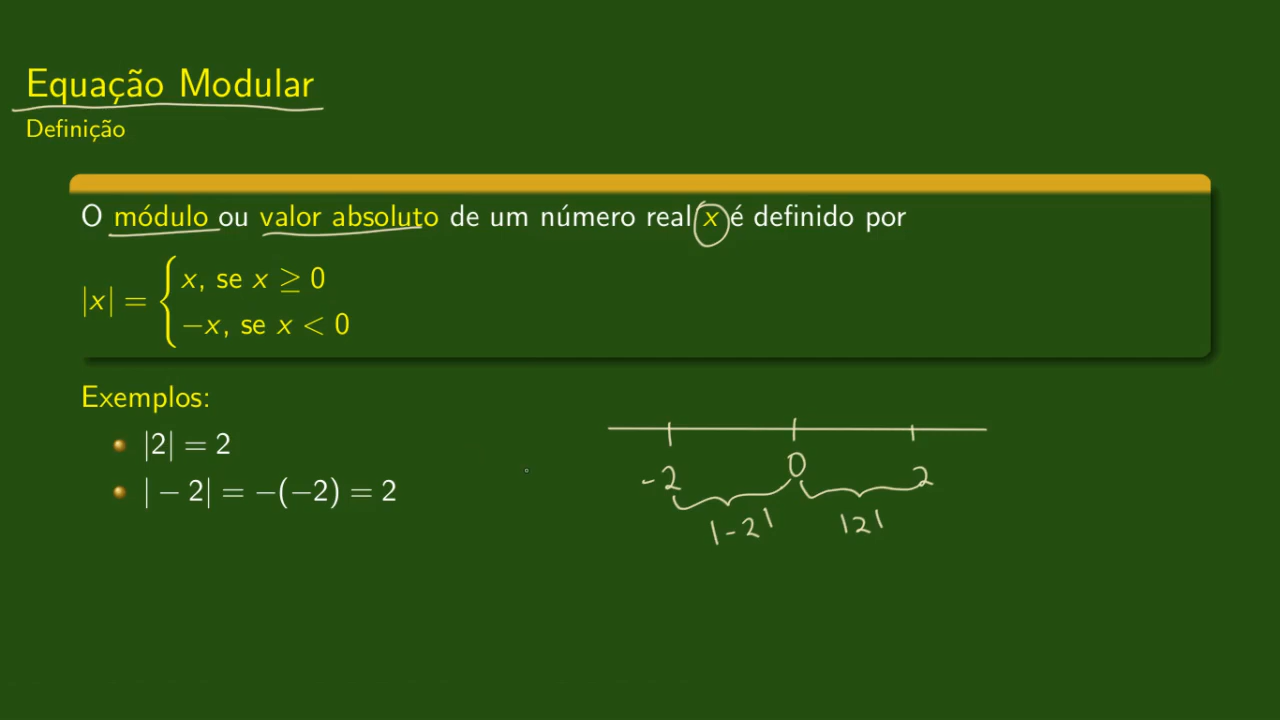 Equação Modular
Definição
O módulo ou valor absoluto de um número real x é definido por
|x| = { x, se x ≥ 0
−x, se x < 0
Exemplos:
|2| = 2
| − 2| = −(−2) = 2
-2 0 2
|-2| |2|